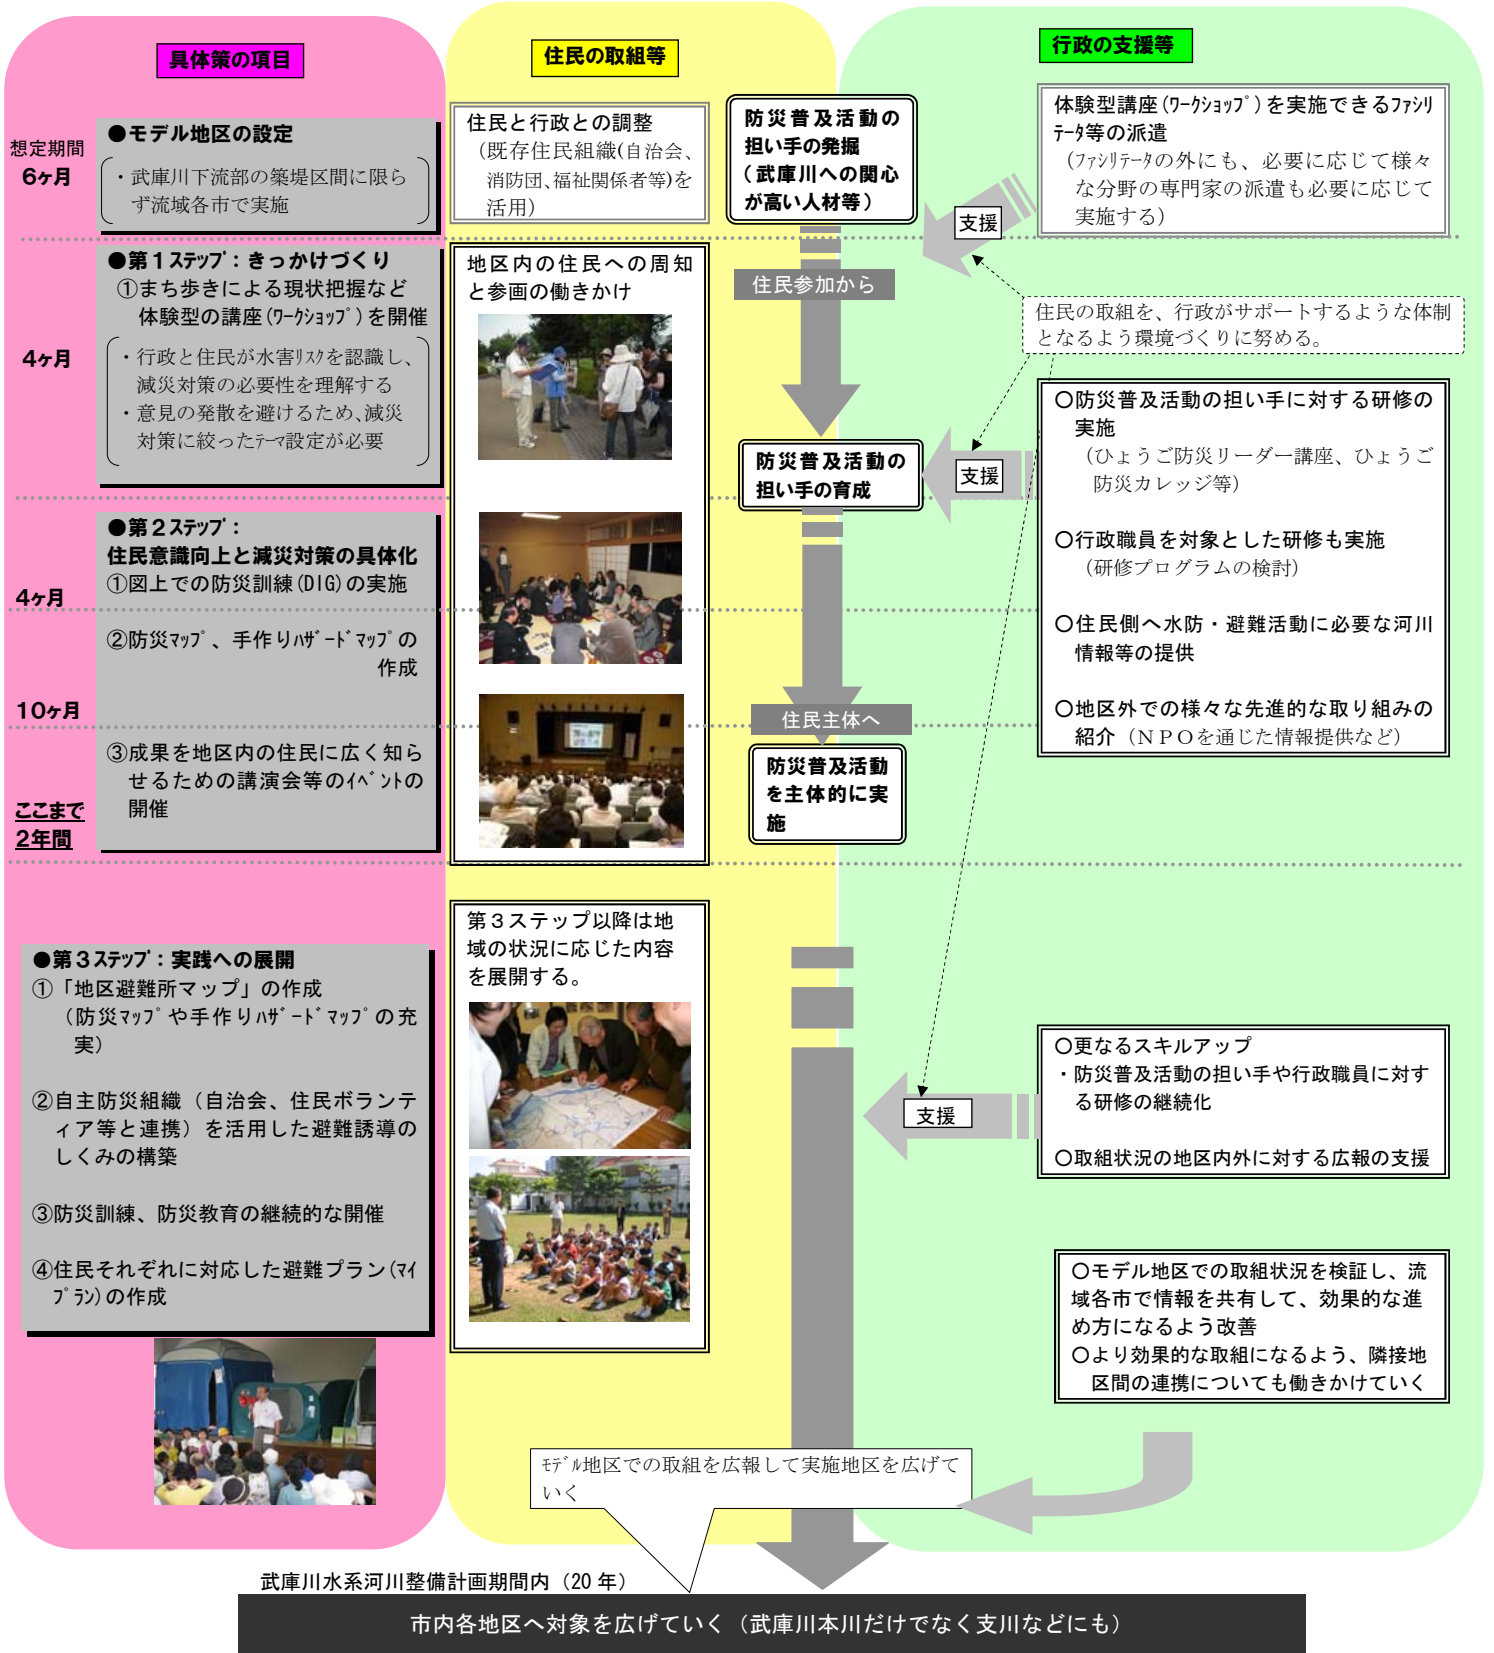 具体策の項目
住民の取組等
行政の支援等
想定期間
6ヶ月
●モデル地区の設定
・武庫川下流部の築堤区間に限ら
ず流域各市で実施
住民と行政との調整
(既存住民組織(自治会、
消防団、福祉関係者等)を
活用)
防災普及活動の
担い手の発掘
(武庫川への関心
が高い人材等)
体験型講座(ワークショップ)を実施できるファシリ
テータ等の派遣
(ファシリテータの外にも、必要に応じて様々
な分野の専門家の派遣も必要に応じて
実施する)
支援
4ヶ月
●第1ステップ:きっかけづくり
①まち歩きによる現状把握など
体験型の講座(ワークショップ)を開催
・行政と住民が水害リスクを認識し、
減災対策の必要性を理解する
・意見の発散を避けるため、減災
対策に絞ったテーマ設定が必要
地区内の住民への周知
と参画の働きかけ
住民参加から
住民の取組を、行政がサポートするような体制
となるよう環境づくりに努める。
防災普及活動の
担い手の育成
支援
〇防災普及活動の担い手に対する研修の
実施
(ひょうご防災リーダー講座、ひょうご
防災カレッジ等)
〇行政職員を対象とした研修も実施
(研修プログラムの検討)
〇住民側へ水防・避難活動に必要な河川
情報等の提供
〇地区外での様々な先進的な取り組みの
紹介(NPOを通じた情報提供など)
4ヶ月
●第2ステップ:
住民意識向上と減災対策の具体化
①図上での防災訓練(DIG)の実施
10ヶ月
②防災マップ、手作りハザードマップの
作成
住民主体へ
③成果を地区内の住民に広く知ら
せるための講演会等のイベントの
開催
ここまで
2年間
防災普及活動
を主体的に実
施
●第3ステップ:実践への展開
①「地区避難所マップ」の作成
(防災マップや手作りハザードマップの充
実)
②自主防災組織(自治会、住民ボランテ
ィア等と連携)を活用した避難誘導の
しくみの構築
③防災訓練、防災教育の継続的な開催
④住民それぞれに対応した避難プラン(マイ
プラン)の作成
第3ステップ以降は地
域の状況に応じた内容
を展開する。
支援
〇更なるスキルアップ
・防災普及活動の担い手や行政職員に対す
る研修の継続化
〇取組状況の地区内外に対する広報の支援
〇モデル地区での取組状況を検証し、流
域各市で情報を共有して、効果的な進
め方になるよう改善
〇より効果的な取組になるよう、隣接地
区間の連携についても働きかけていく
モデル地区での取組を広報して実施地区を広げて
いく
武庫川水系河川整備計画期間内(20年)
市内各地区へ対象を広げていく(武庫川本川だけでなく支川などにも)